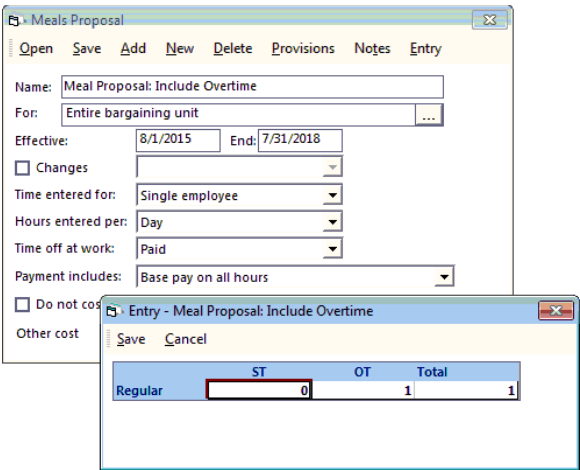 Meals Proposal
Open Save Add New Delete Provisions Notes Entry
Name: Meal Proposal: Include Overtime
For: Entire bargaining unit ...
Effective: 8/1/2015 End: 7/31/2018
Changes
Time entered for: Single employee
Hours entered per: Day
Time off at work: Paid
Payment includes: Base pay on all hours
Do not cos
Other cost
Entry - Meal Proposal: Include Overtime
Save Cancel
ST OT Total
Regular 0 1 1